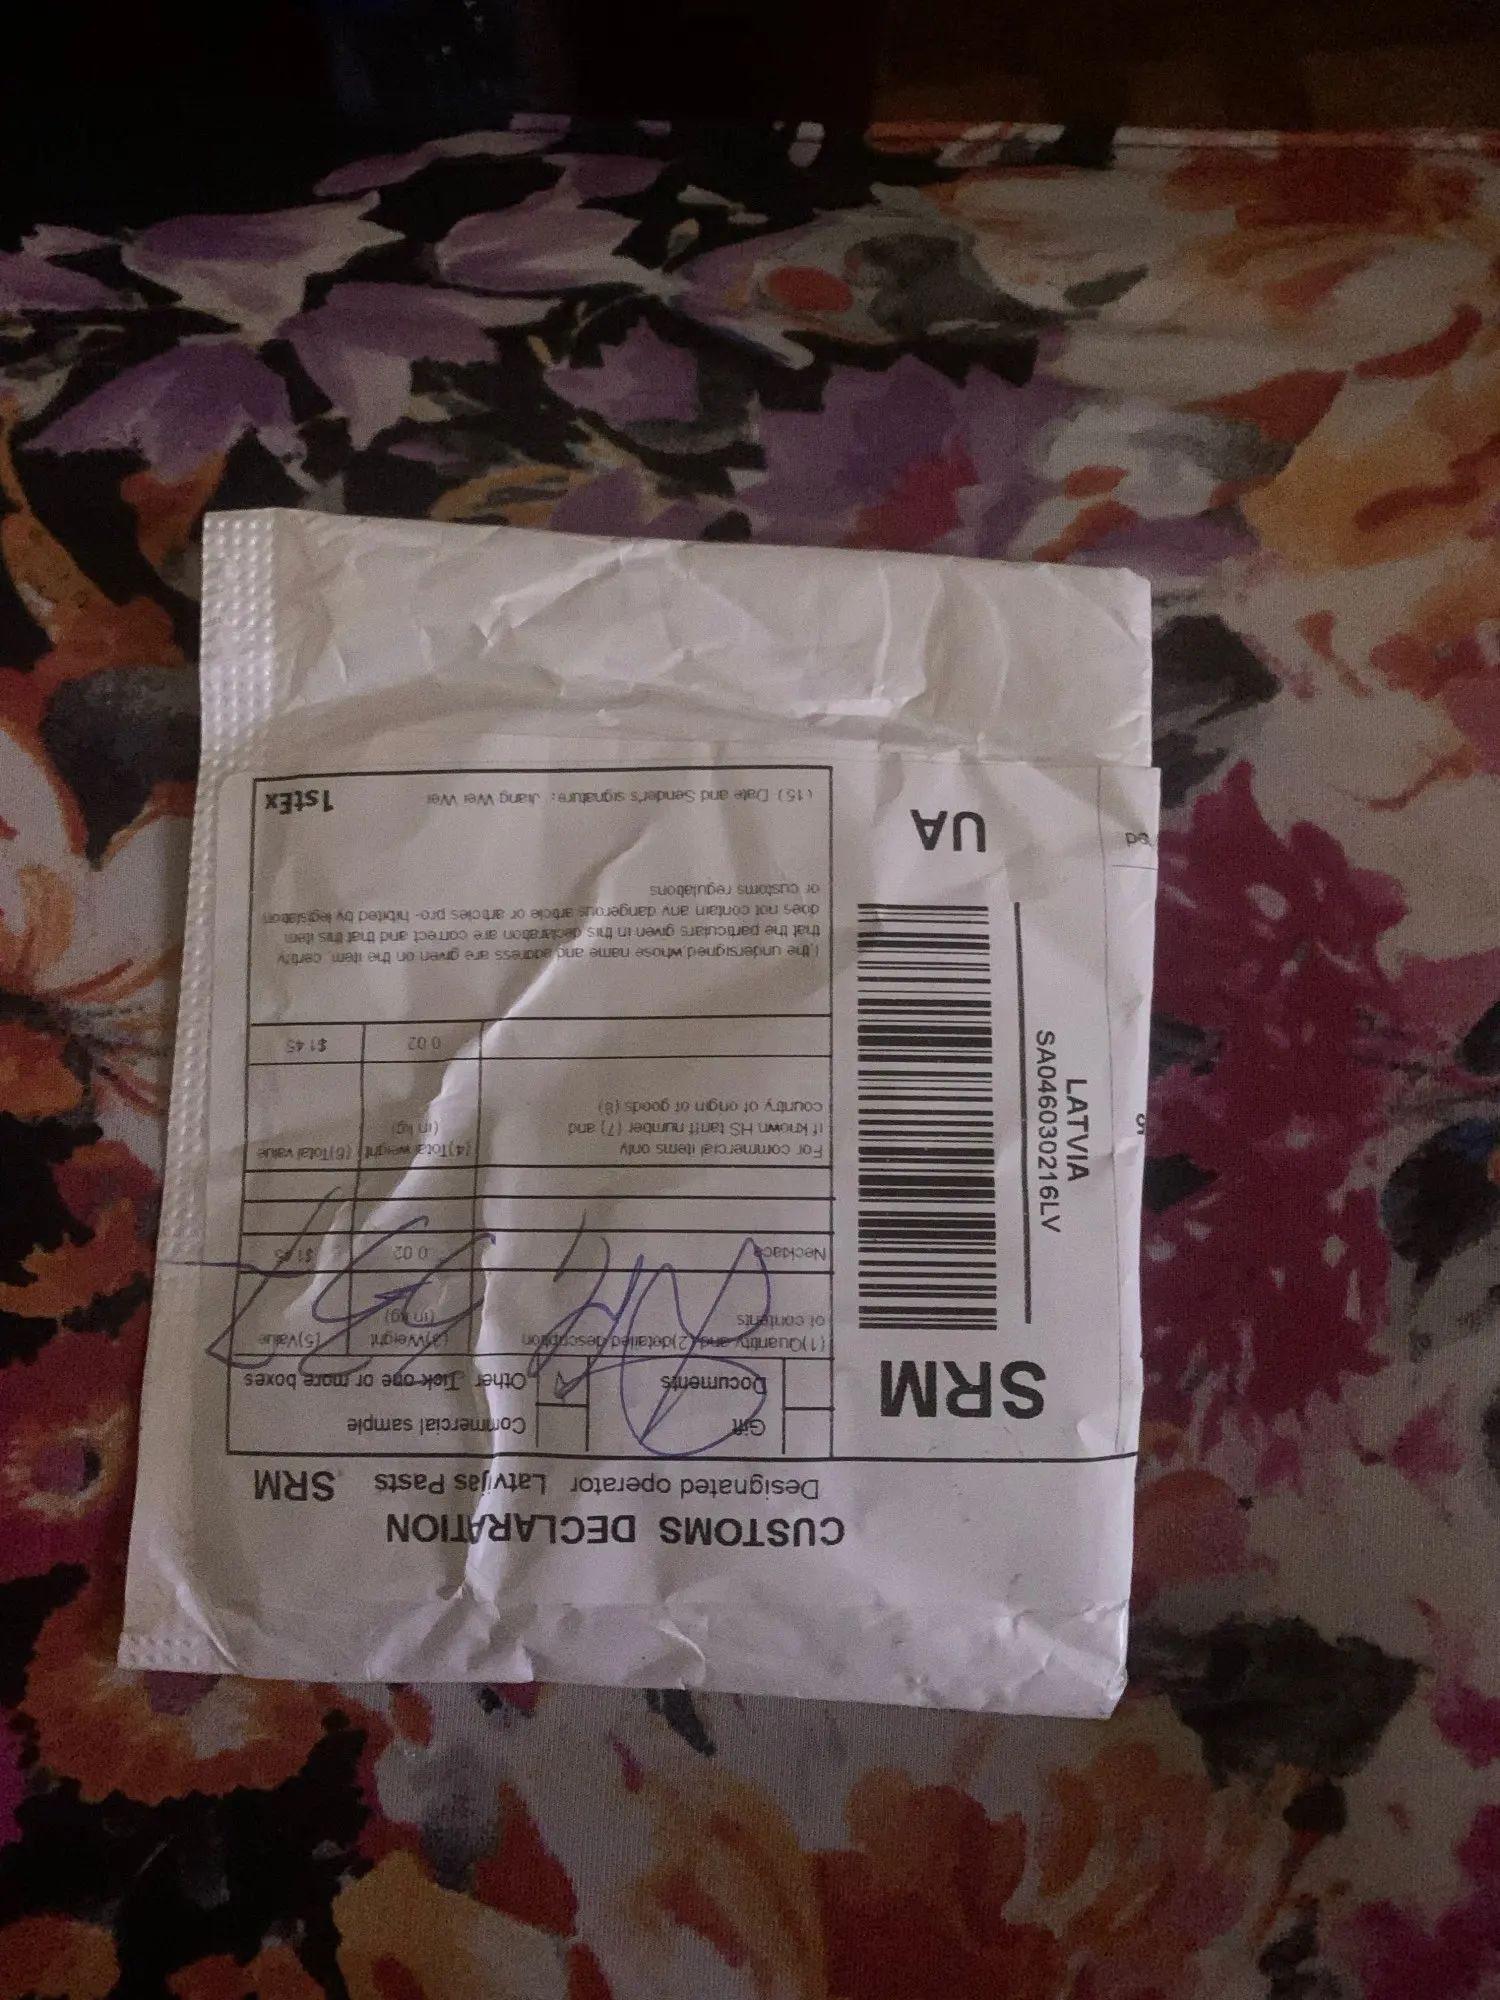 CUSTOMS DECLARATION
Designated operator Latvijas Pasts SRM
Gift
Commercial sample
Documents
Other Tick one or more boxes
(1)Quantity and(2)detailed description
of contents
(3)Weight
(in kg)
(5)Value
Necklace 0.02 $1.45
For commercial items only
If known HS tariff number (7) and
country of origin of goods (8)
(4)Total weight
(in kg)
(6)Total value
0.02 $1.45
I,the undersigned,whose name and address are given on the item, certify
that the particulars given in this declaration are correct and that this item
does not contain any dangerous article or articles pro- hibited by legislation
or customs regulations
(15) Date and Sender's signature: Jiang Wei Wei 1stEx
SRM
UA
LATVIA
SA046030216LV